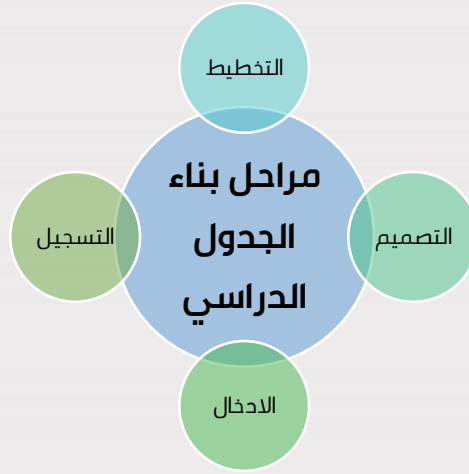 التخطيط
مراحل بناء
الجدول
الدراسي
التصميم
الادخال
التسجيل